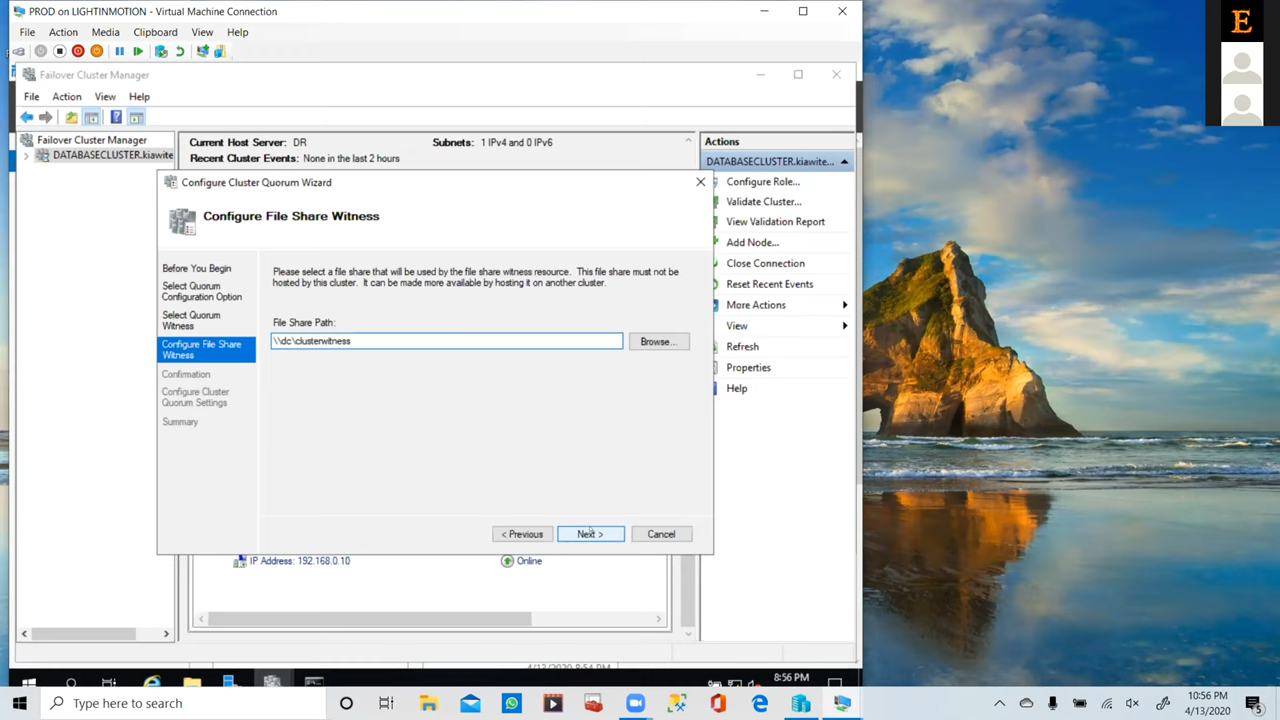 PROD on LIGHTINMOTION - Virtual Machine Connection
File Action Media Clipboard View Help
Failover Cluster Manager
File Action View Help
Failover Cluster Manager
DATABASECLUSTER.kiawite
Current Host Server: DR
Subnets: 1 IPv4 and 0 IPv6
Recent Cluster Events: None in the last 2 hours
Actions
DATABASECLUSTER.kiawite...
Configure Role...
Validate Cluster...
View Validation Report
Add Node...
Close Connection
Reset Recent Events
More Actions
View
Refresh
Properties
Help
Configure Cluster Quorum Wizard
Configure File Share Witness
Before You Begin
Select Quorum
Configuration Option
Select Quorum
Witness
Configure File Share
Witness
Confirmation
Configure Cluster
Quorum Settings
Summary
Please select a file share that will be used by the file share witness resource. This file share must not be
hosted by this cluster. It can be made more available by hosting it on another cluster.
File Share Path:
\\dc\clusterwitness
Browse...
< Previous
Next >
Cancel
IP Address: 192.168.0.10
Online
4/13/2020 8:54 PM
8:56 PM
E
Type here to search
10:56 PM
4/13/2020
5